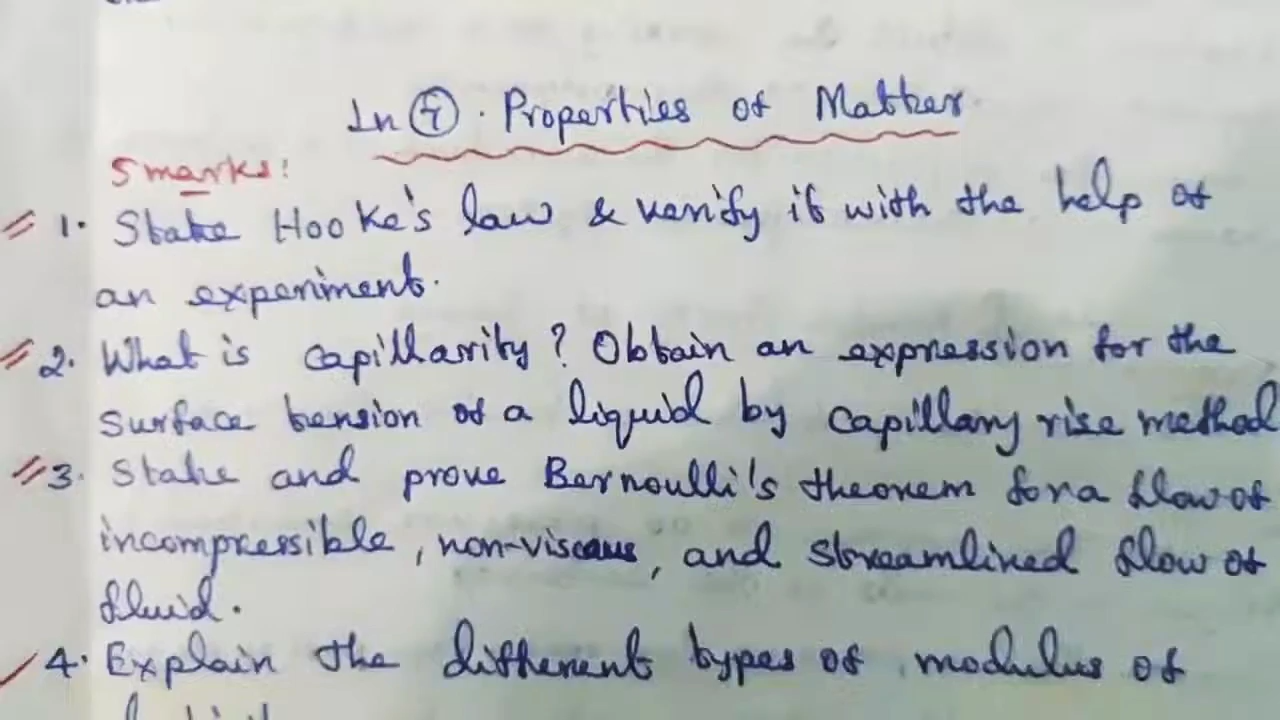 Ln ⑦. Properties of Matter.
5 marks:
1. State Hooke's law & verify it with the help of
an experiment.
2. What is capillarity? Obtain an expression for the
surface tension of a liquid by capillary rise method
3. State and prove Bernoulli's theorem for a flow of
incompressible, non-viscous, and streamlined flow of
fluid.
4. Explain the different types of modulus of